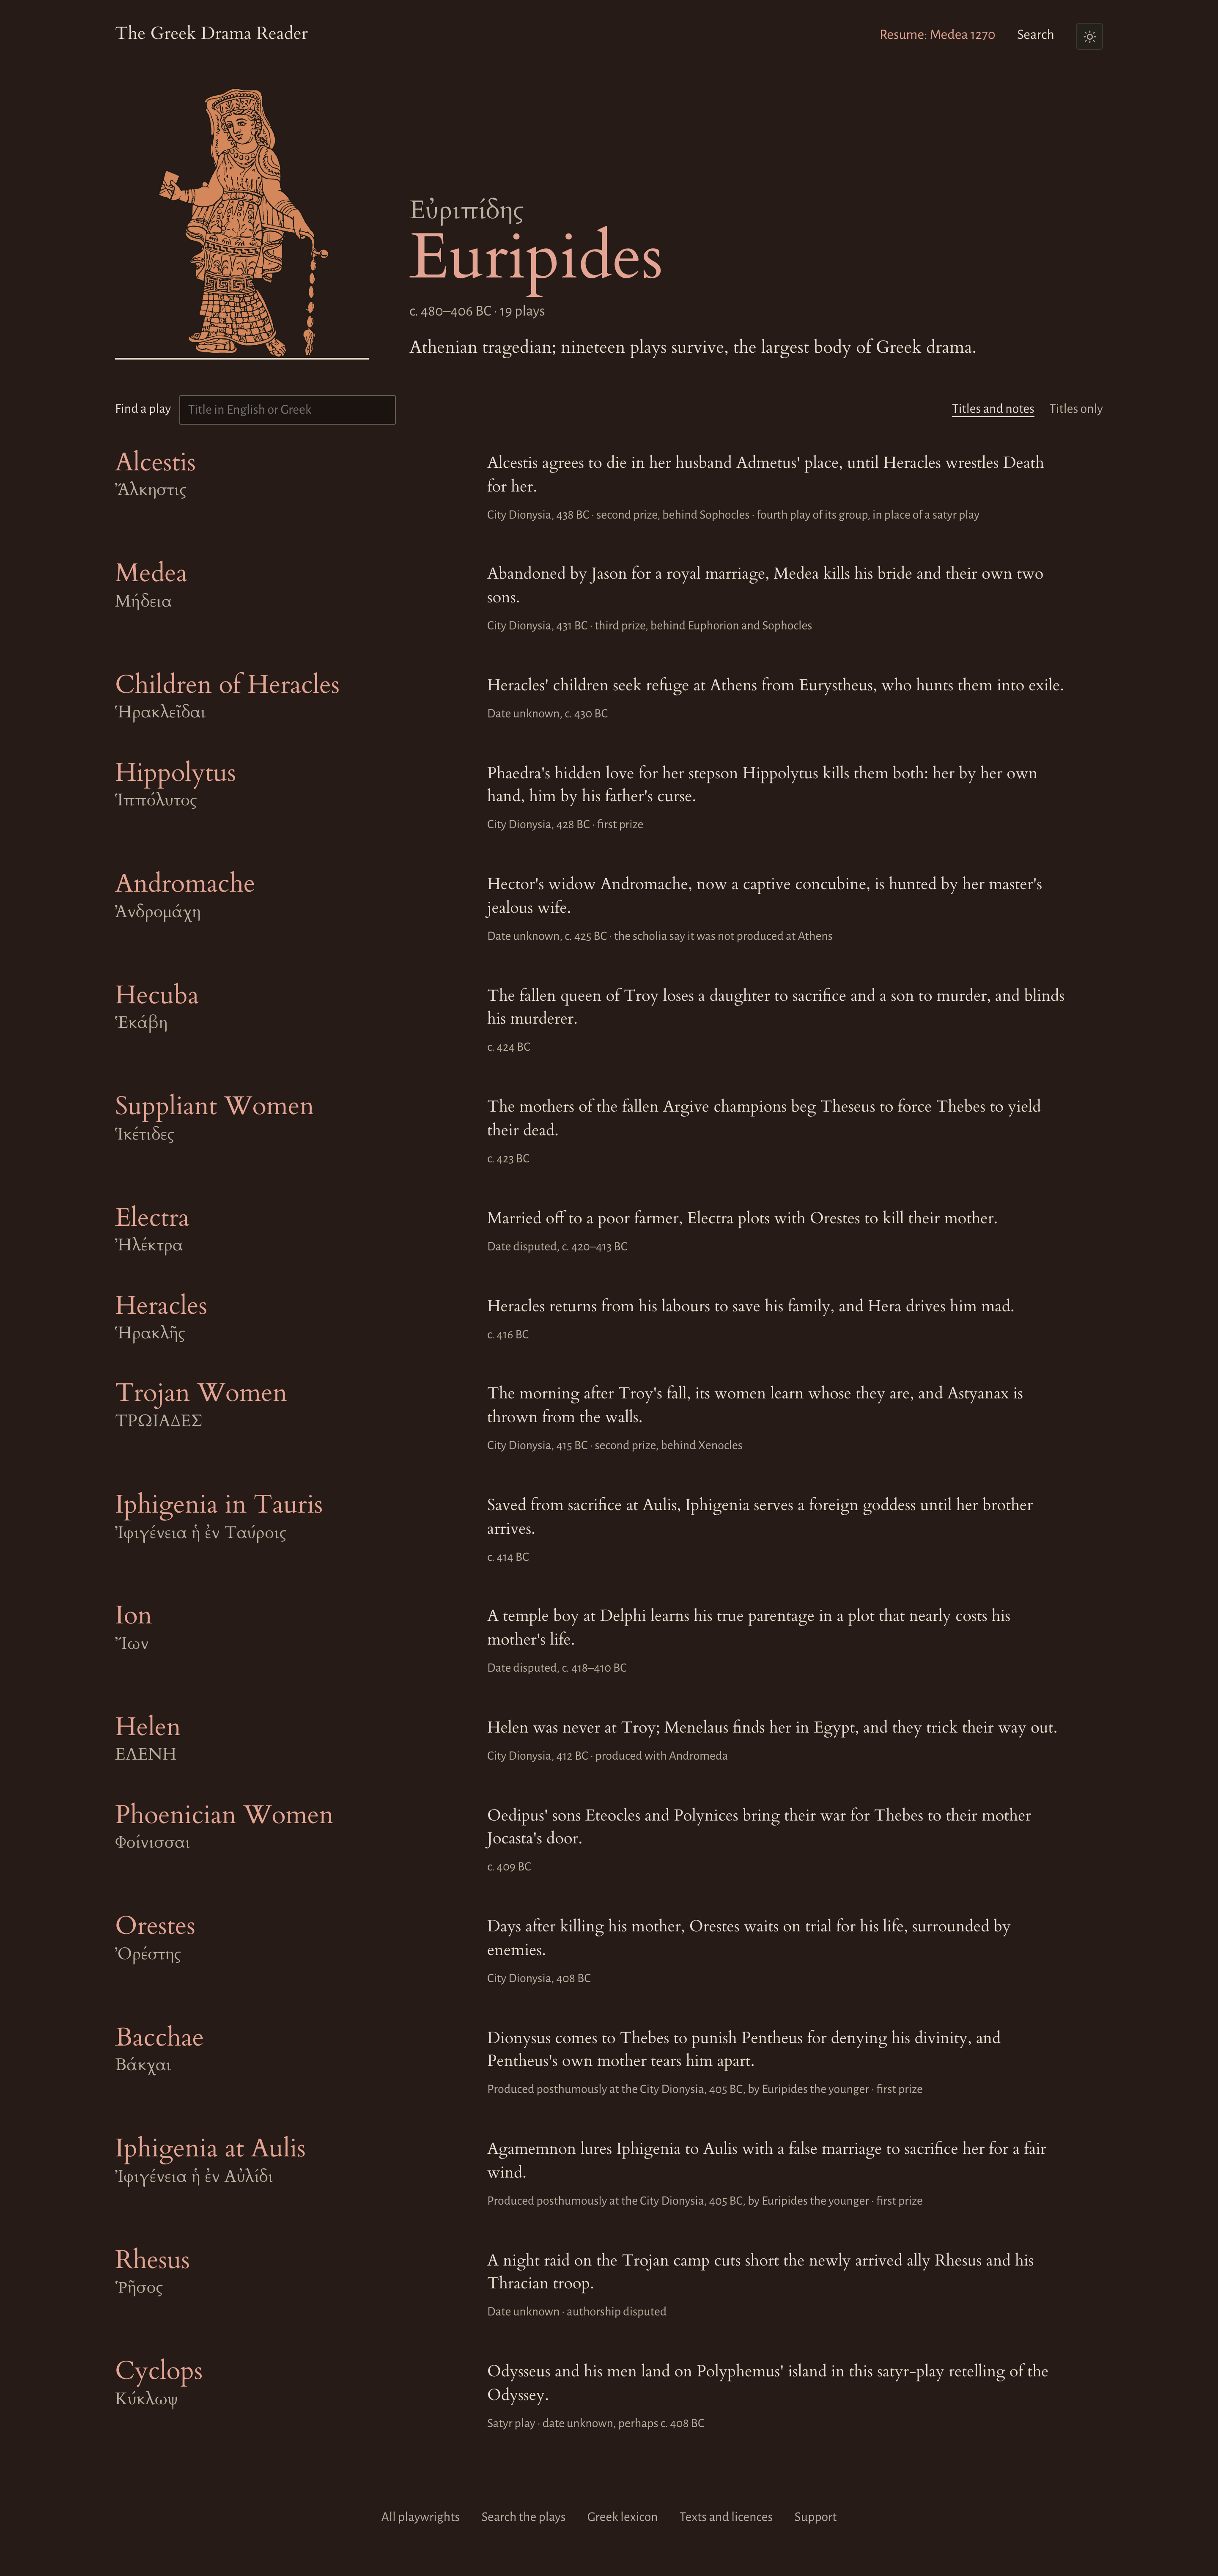 The Greek Drama Reader
Resume: Medea 1270
Search
Εὐριπίδης
Euripides
c. 480–406 BC · 19 plays
Athenian tragedian; nineteen plays survive, the largest body of Greek drama.
Find a play
Title in English or Greek
Titles and notes
Titles only
Alcestis
Ἄλκηστις
Alcestis agrees to die in her husband Admetus' place, until Heracles wrestles Death
for her.
City Dionysia, 438 BC · second prize, behind Sophocles · fourth play of its group, in place of a satyr play
Medea
Μήδεια
Abandoned by Jason for a royal marriage, Medea kills his bride and their own two
sons.
City Dionysia, 431 BC · third prize, behind Euphorion and Sophocles
Children of Heracles
Ἡρακλεῖδαι
Heracles' children seek refuge at Athens from Eurystheus, who hunts them into exile.
Date unknown, c. 430 BC
Hippolytus
Ἱππόλυτος
Phaedra's hidden love for her stepson Hippolytus kills them both: her by her own
hand, him by his father's curse.
City Dionysia, 428 BC · first prize
Andromache
Ἀνδρομάχη
Hector's widow Andromache, now a captive concubine, is hunted by her master's
jealous wife.
Date unknown, c. 425 BC · the scholia say it was not produced at Athens
Hecuba
Ἑκάβη
The fallen queen of Troy loses a daughter to sacrifice and a son to murder, and blinds
his murderer.
c. 424 BC
Suppliant Women
Ἱκέτιδες
The mothers of the fallen Argive champions beg Theseus to force Thebes to yield
their dead.
c. 423 BC
Electra
Ἠλέκτρα
Married off to a poor farmer, Electra plots with Orestes to kill their mother.
Date disputed, c. 420–413 BC
Heracles
Ἡρακλῆς
Heracles returns from his labours to save his family, and Hera drives him mad.
c. 416 BC
Trojan Women
ΤΡΩΙΑΔΕΣ
The morning after Troy's fall, its women learn whose they are, and Astyanax is
thrown from the walls.
City Dionysia, 415 BC · second prize, behind Xenocles
Iphigenia in Tauris
Ἰφιγένεια ἡ ἐν Ταύροις
Saved from sacrifice at Aulis, Iphigenia serves a foreign goddess until her brother
arrives.
c. 414 BC
Ion
Ἴων
A temple boy at Delphi learns his true parentage in a plot that nearly costs his
mother's life.
Date disputed, c. 418–410 BC
Helen
ΕΛΕΝΗ
Helen was never at Troy; Menelaus finds her in Egypt, and they trick their way out.
City Dionysia, 412 BC · produced with Andromeda
Phoenician Women
Φοίνισσαι
Oedipus' sons Eteocles and Polynices bring their war for Thebes to their mother
Jocasta's door.
c. 409 BC
Orestes
Ὀρέστης
Days after killing his mother, Orestes waits on trial for his life, surrounded by
enemies.
City Dionysia, 408 BC
Bacchae
Βάκχαι
Dionysus comes to Thebes to punish Pentheus for denying his divinity, and
Pentheus's own mother tears him apart.
Produced posthumously at the City Dionysia, 405 BC, by Euripides the younger · first prize
Iphigenia at Aulis
Ἰφιγένεια ἡ ἐν Αὐλίδι
Agamemnon lures Iphigenia to Aulis with a false marriage to sacrifice her for a fair
wind.
Produced posthumously at the City Dionysia, 405 BC, by Euripides the younger · first prize
Rhesus
Ῥῆσος
A night raid on the Trojan camp cuts short the newly arrived ally Rhesus and his
Thracian troop.
Date unknown · authorship disputed
Cyclops
Κύκλωψ
Odysseus and his men land on Polyphemus' island in this satyr-play retelling of the
Odyssey.
Satyr play · date unknown, perhaps c. 408 BC
All playwrights
Search the plays
Greek lexicon
Texts and licences
Support